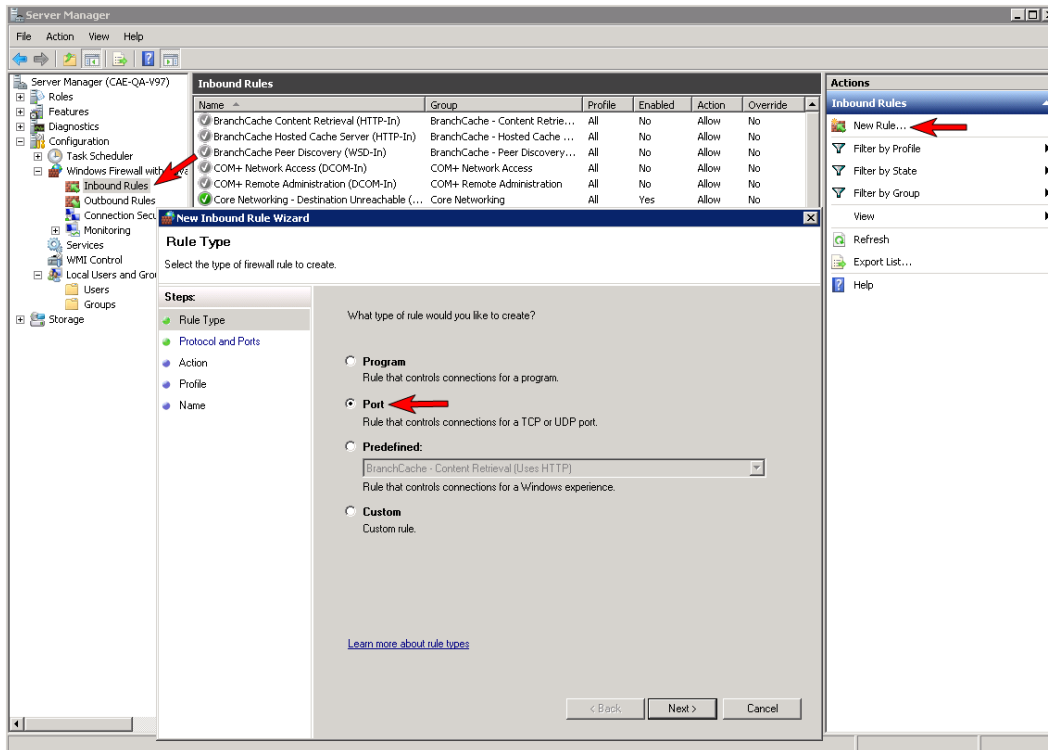 Server Manager
File Action View Help
Server Manager (CAE-QA-V97)
Roles
Features
Diagnostics
Configuration
Task Scheduler
Windows Firewall with
Inbound Rules
Outbound Rules
Connection Secu
Monitoring
Services
WMI Control
Local Users and Gro
Users
Groups
Storage
Inbound Rules
Name Group Profile Enabled Action Override
BranchCache Content Retrieval (HTTP-In) BranchCache - Content Retrie... All No Allow No
BranchCache Hosted Cache Server (HTTP-In) BranchCache - Hosted Cache ... All No Allow No
BranchCache Peer Discovery (WSD-In) BranchCache - Peer Discovery... All No Allow No
COM+ Network Access (DCOM-In) COM+ Network Access All No Allow No
COM+ Remote Administration (DCOM-In) COM+ Remote Administration All No Allow No
Core Networking - Destination Unreachable (... Core Networking All Yes Allow No
Actions
Inbound Rules
New Rule...
Filter by Profile
Filter by State
Filter by Group
View
Refresh
Export List...
Help
New Inbound Rule Wizard
Rule Type
Select the type of firewall rule to create.
Steps:
Rule Type
Protocol and Ports
Action
Profile
Name
What type of rule would you like to create?
Program
Rule that controls connections for a program.
Port
Rule that controls connections for a TCP or UDP port.
Predefined:
BranchCache - Content Retrieval (Uses HTTP)
Rule that controls connections for a Windows experience.
Custom
Custom rule.
Learn more about rule types
< Back Next > Cancel